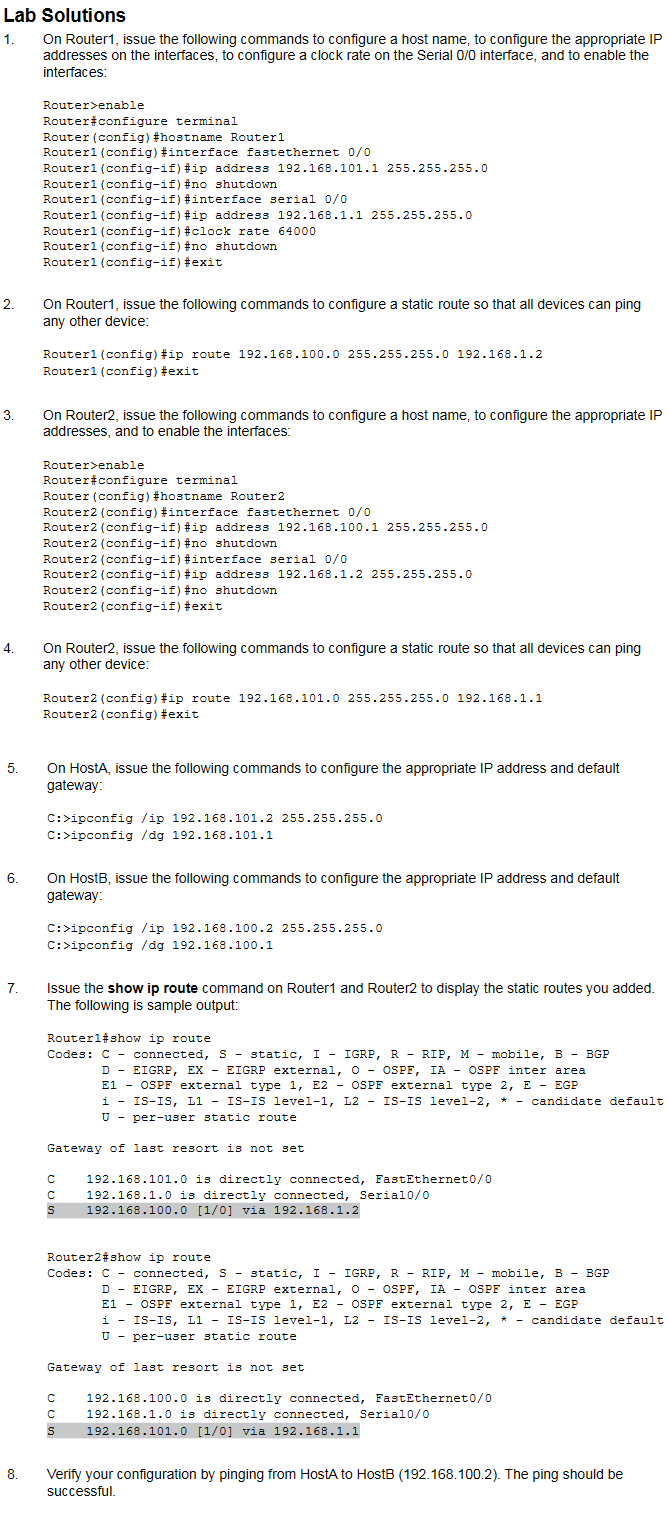 Lab Solutions
1. On Router1, issue the following commands to configure a host name, to configure the appropriate IP
addresses on the interfaces, to configure a clock rate on the Serial 0/0 interface, and to enable the
interfaces:
Router>enable
Router#configure terminal
Router(config)#hostname Router1
Router1(config)#interface fastethernet 0/0
Router1(config-if)#ip address 192.168.101.1 255.255.255.0
Router1(config-if)#no shutdown
Router1(config-if)#interface serial 0/0
Router1(config-if)#ip address 192.168.1.1 255.255.255.0
Router1(config-if)#clock rate 64000
Router1(config-if)#no shutdown
Router1(config-if)#exit
2. On Router1, issue the following commands to configure a static route so that all devices can ping
any other device:
Router1(config)#ip route 192.168.100.0 255.255.255.0 192.168.1.2
Router1(config)#exit
3. On Router2, issue the following commands to configure a host name, to configure the appropriate IP
addresses, and to enable the interfaces:
Router>enable
Router#configure terminal
Router(config)#hostname Router2
Router2(config)#interface fastethernet 0/0
Router2(config-if)#ip address 192.168.100.1 255.255.255.0
Router2(config-if)#no shutdown
Router2(config-if)#interface serial 0/0
Router2(config-if)#ip address 192.168.1.2 255.255.255.0
Router2(config-if)#no shutdown
Router2(config-if)#exit
4. On Router2, issue the following commands to configure a static route so that all devices can ping
any other device:
Router2(config)#ip route 192.168.101.0 255.255.255.0 192.168.1.1
Router2(config)#exit
5. On HostA, issue the following commands to configure the appropriate IP address and default
gateway:
C:>ipconfig /ip 192.168.101.2 255.255.255.0
C:>ipconfig /dg 192.168.101.1
6. On HostB, issue the following commands to configure the appropriate IP address and default
gateway:
C:>ipconfig /ip 192.168.100.2 255.255.255.0
C:>ipconfig /dg 192.168.100.1
7. Issue the show ip route command on Router1 and Router2 to display the static routes you added.
The following is sample output:
Router1#show ip route
Codes: C - connected, S - static, I - IGRP, R - RIP, M - mobile, B - BGP
D - EIGRP, EX - EIGRP external, O - OSPF, IA - OSPF inter area
E1 - OSPF external type 1, E2 - OSPF external type 2, E - EGP
i - IS-IS, L1 - IS-IS level-1, L2 - IS-IS level-2, * - candidate default
U - per-user static route
Gateway of last resort is not set
C 192.168.101.0 is directly connected, FastEthernet0/0
C 192.168.1.0 is directly connected, Serial0/0
S 192.168.100.0 [1/0] via 192.168.1.2
Router2#show ip route
Codes: C - connected, S - static, I - IGRP, R - RIP, M - mobile, B - BGP
D - EIGRP, EX - EIGRP external, O - OSPF, IA - OSPF inter area
E1 - OSPF external type 1, E2 - OSPF external type 2, E - EGP
i - IS-IS, L1 - IS-IS level-1, L2 - IS-IS level-2, * - candidate default
U - per-user static route
Gateway of last resort is not set
C 192.168.100.0 is directly connected, FastEthernet0/0
C 192.168.1.0 is directly connected, Serial0/0
S 192.168.101.0 [1/0] via 192.168.1.1
8. Verify your configuration by pinging from HostA to HostB (192.168.100.2). The ping should be
successful.